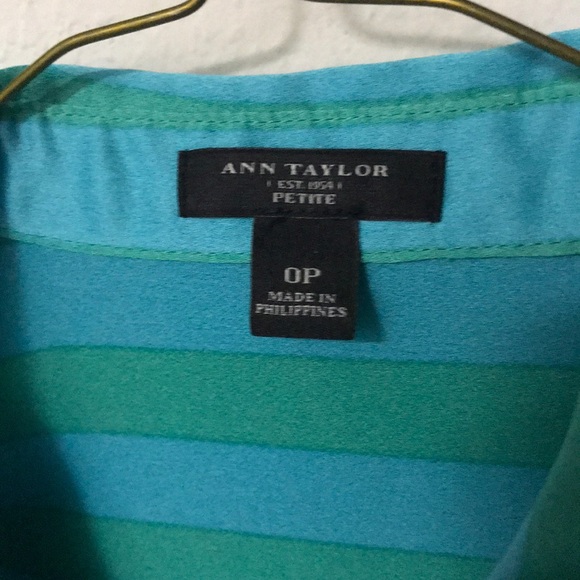 ANN TAYLOR
EST. 1954
PETITE
0P
MADE IN
PHILIPPINES